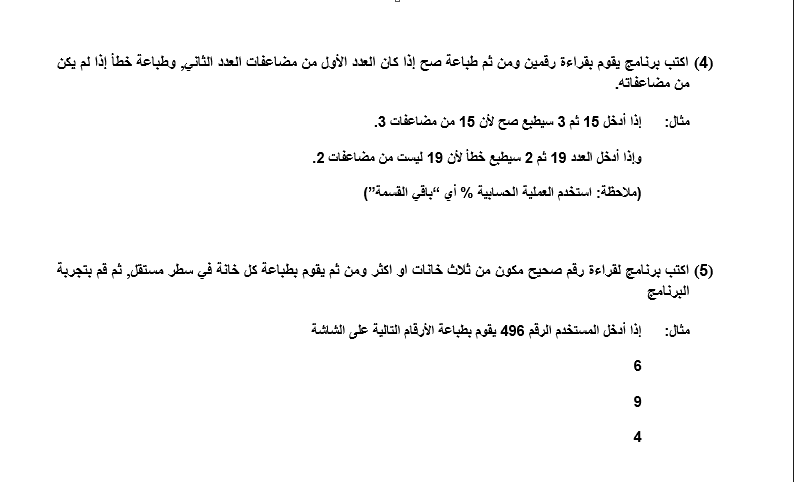 (4) اكتب برنامج يقوم بقراءة رقمين ومن ثم طباعة صح إذا كان العدد الأول من مضاعفات العدد الثاني, وطباعة خطأ إذا لم يكن
من مضاعفاته.
مثال: إذا أدخل 15 ثم 3 سيطبع صح لأن 15 من مضاعفات 3.
وإذا أدخل العدد 19 ثم 2 سيطبع خطأ لأن 19 ليست من مضاعفات 2.
(ملاحظة: استخدم العملية الحسابية % أي “باقي القسمة”)
(5) اكتب برنامج لقراءة رقم صحيح مكون من ثلاث خانات او اكثر ومن ثم يقوم بطباعة كل خانة في سطر مستقل, ثم قم بتجربة
البرنامج
مثال: إذا أدخل المستخدم الرقم 496 يقوم بطباعة الأرقام التالية على الشاشة
6
9
4